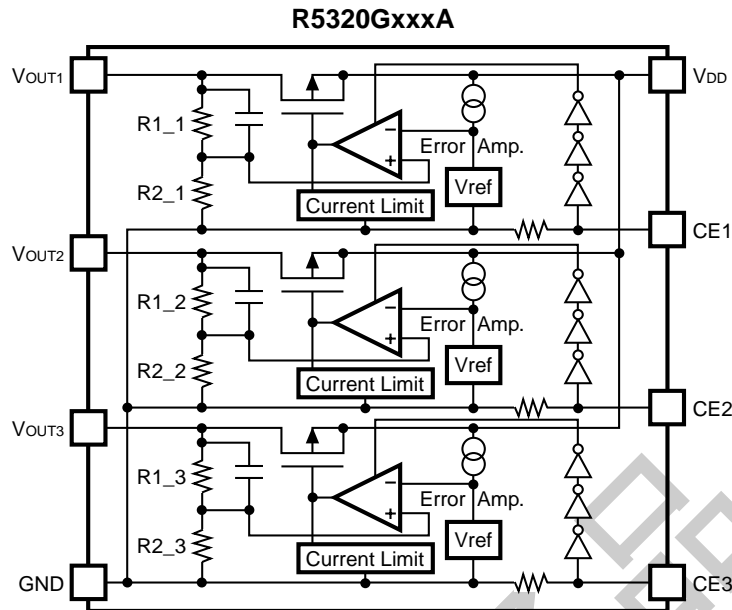 R5320GxxxA
VOUT1
VDD
R1_1
−
Error Amp.
+
R2_1
Vref
Current Limit
CE1
VOUT2
R1_2
−
Error Amp.
+
R2_2
Vref
Current Limit
CE2
VOUT3
R1_3
−
Error Amp.
+
R2_3
Vref
Current Limit
GND
CE3